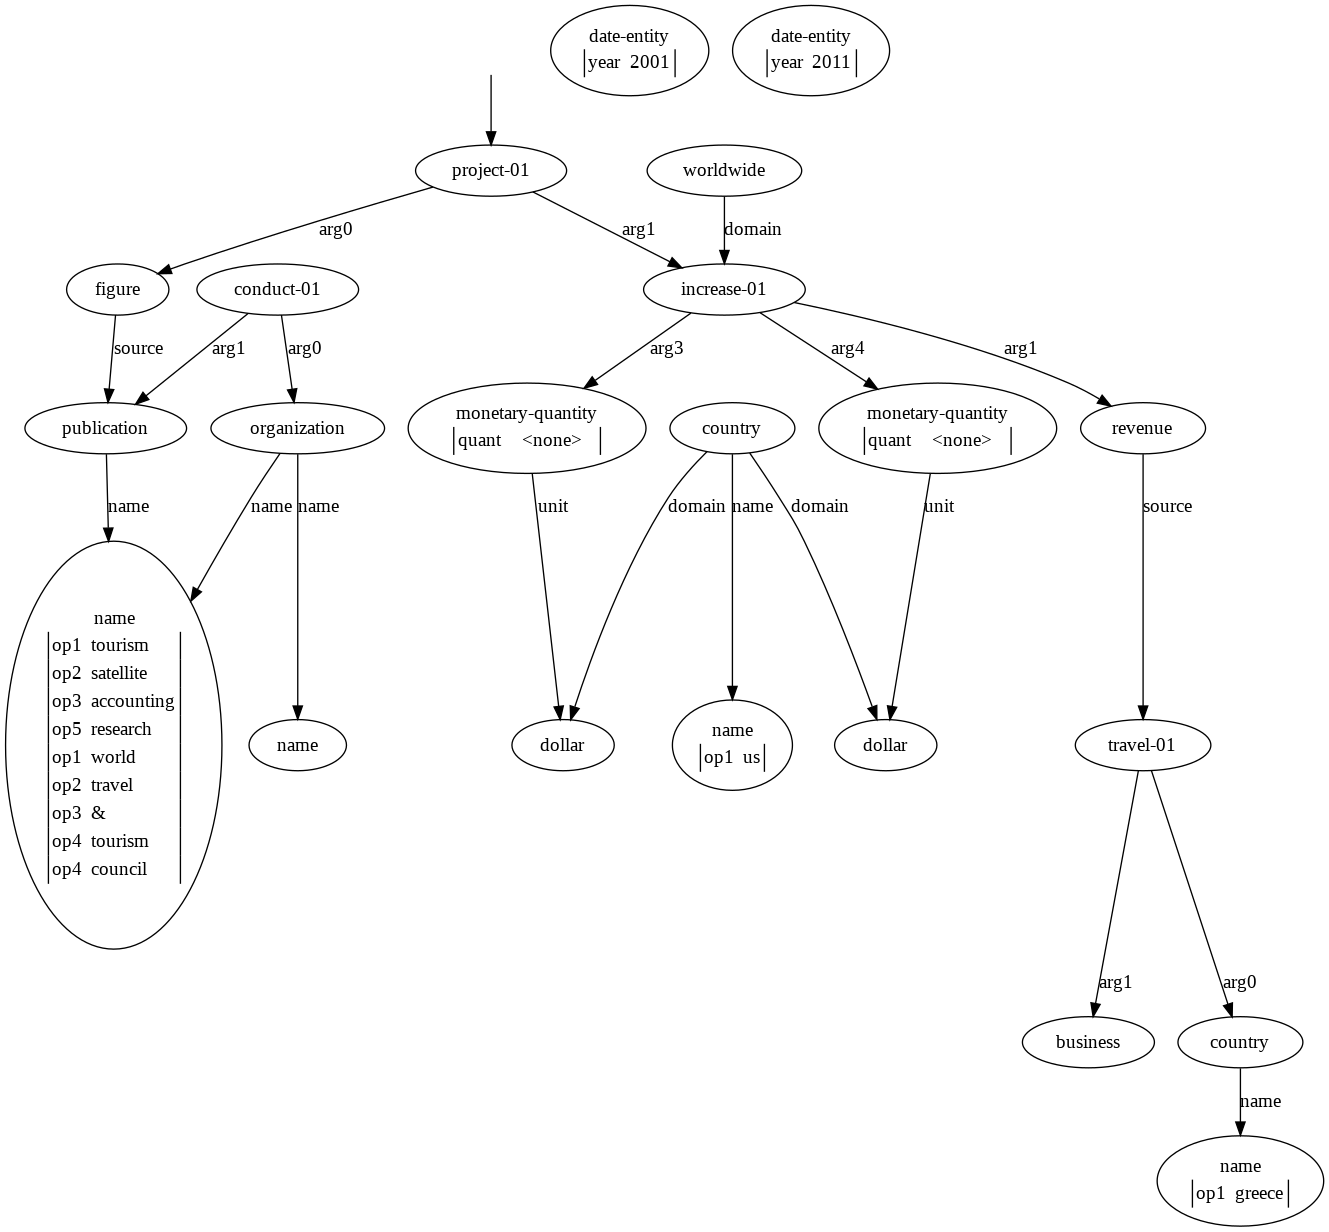 date-entity
year 2001
date-entity
year 2011
project-01
worldwide
arg0
arg1
domain
figure
conduct-01
increase-01
source
arg1
arg0
arg3
arg4
arg1
publication
organization
monetary-quantity
quant <none>
country
monetary-quantity
quant <none>
revenue
name
name
name
unit
domain
name
domain
unit
source
name
op1 tourism
op2 satellite
op3 accounting
op5 research
op1 world
op2 travel
op3 &
op4 tourism
op4 council
name
dollar
name
op1 us
dollar
travel-01
arg1
arg0
business
country
name
name
op1 greece